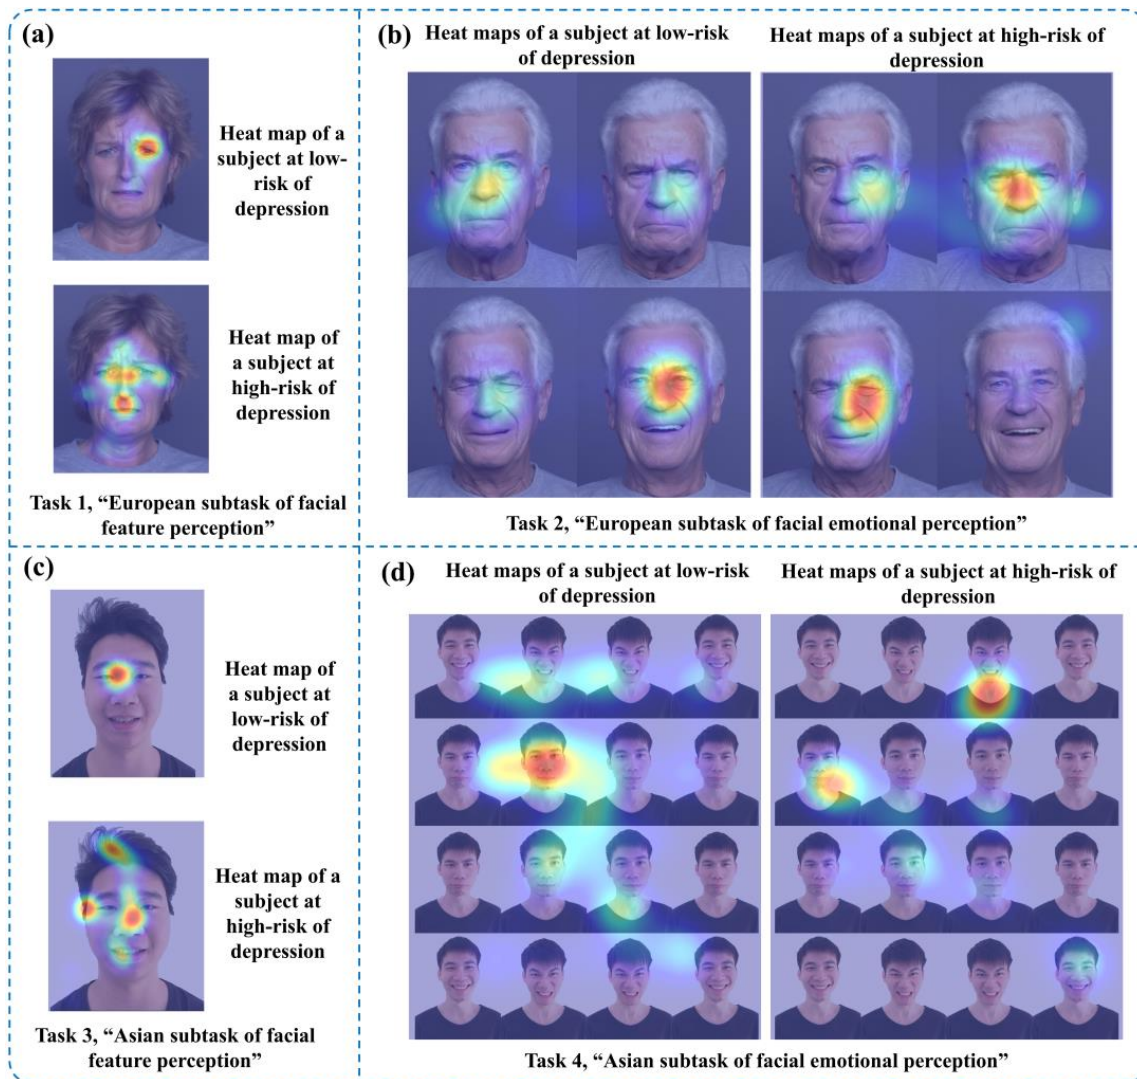 (a)
Heat map of a
subject at low-
risk of
depression
Heat map of
a subject at
high-risk of
depression
Task 1, “European subtask of facial
feature perception”
(b)
Heat maps of a subject at low-risk
of depression
Heat maps of a subject at high-risk of
depression
Task 2, “European subtask of facial emotional perception”
(c)
Heat map of
a subject at
low-risk of
depression
Heat map of a
subject at
high-risk of
depression
Task 3, “Asian subtask of facial
feature perception”
(d)
Heat maps of a subject at low-risk
of depression
Heat maps of a subject at high-risk of
depression
Task 4, “Asian subtask of facial emotional perception”